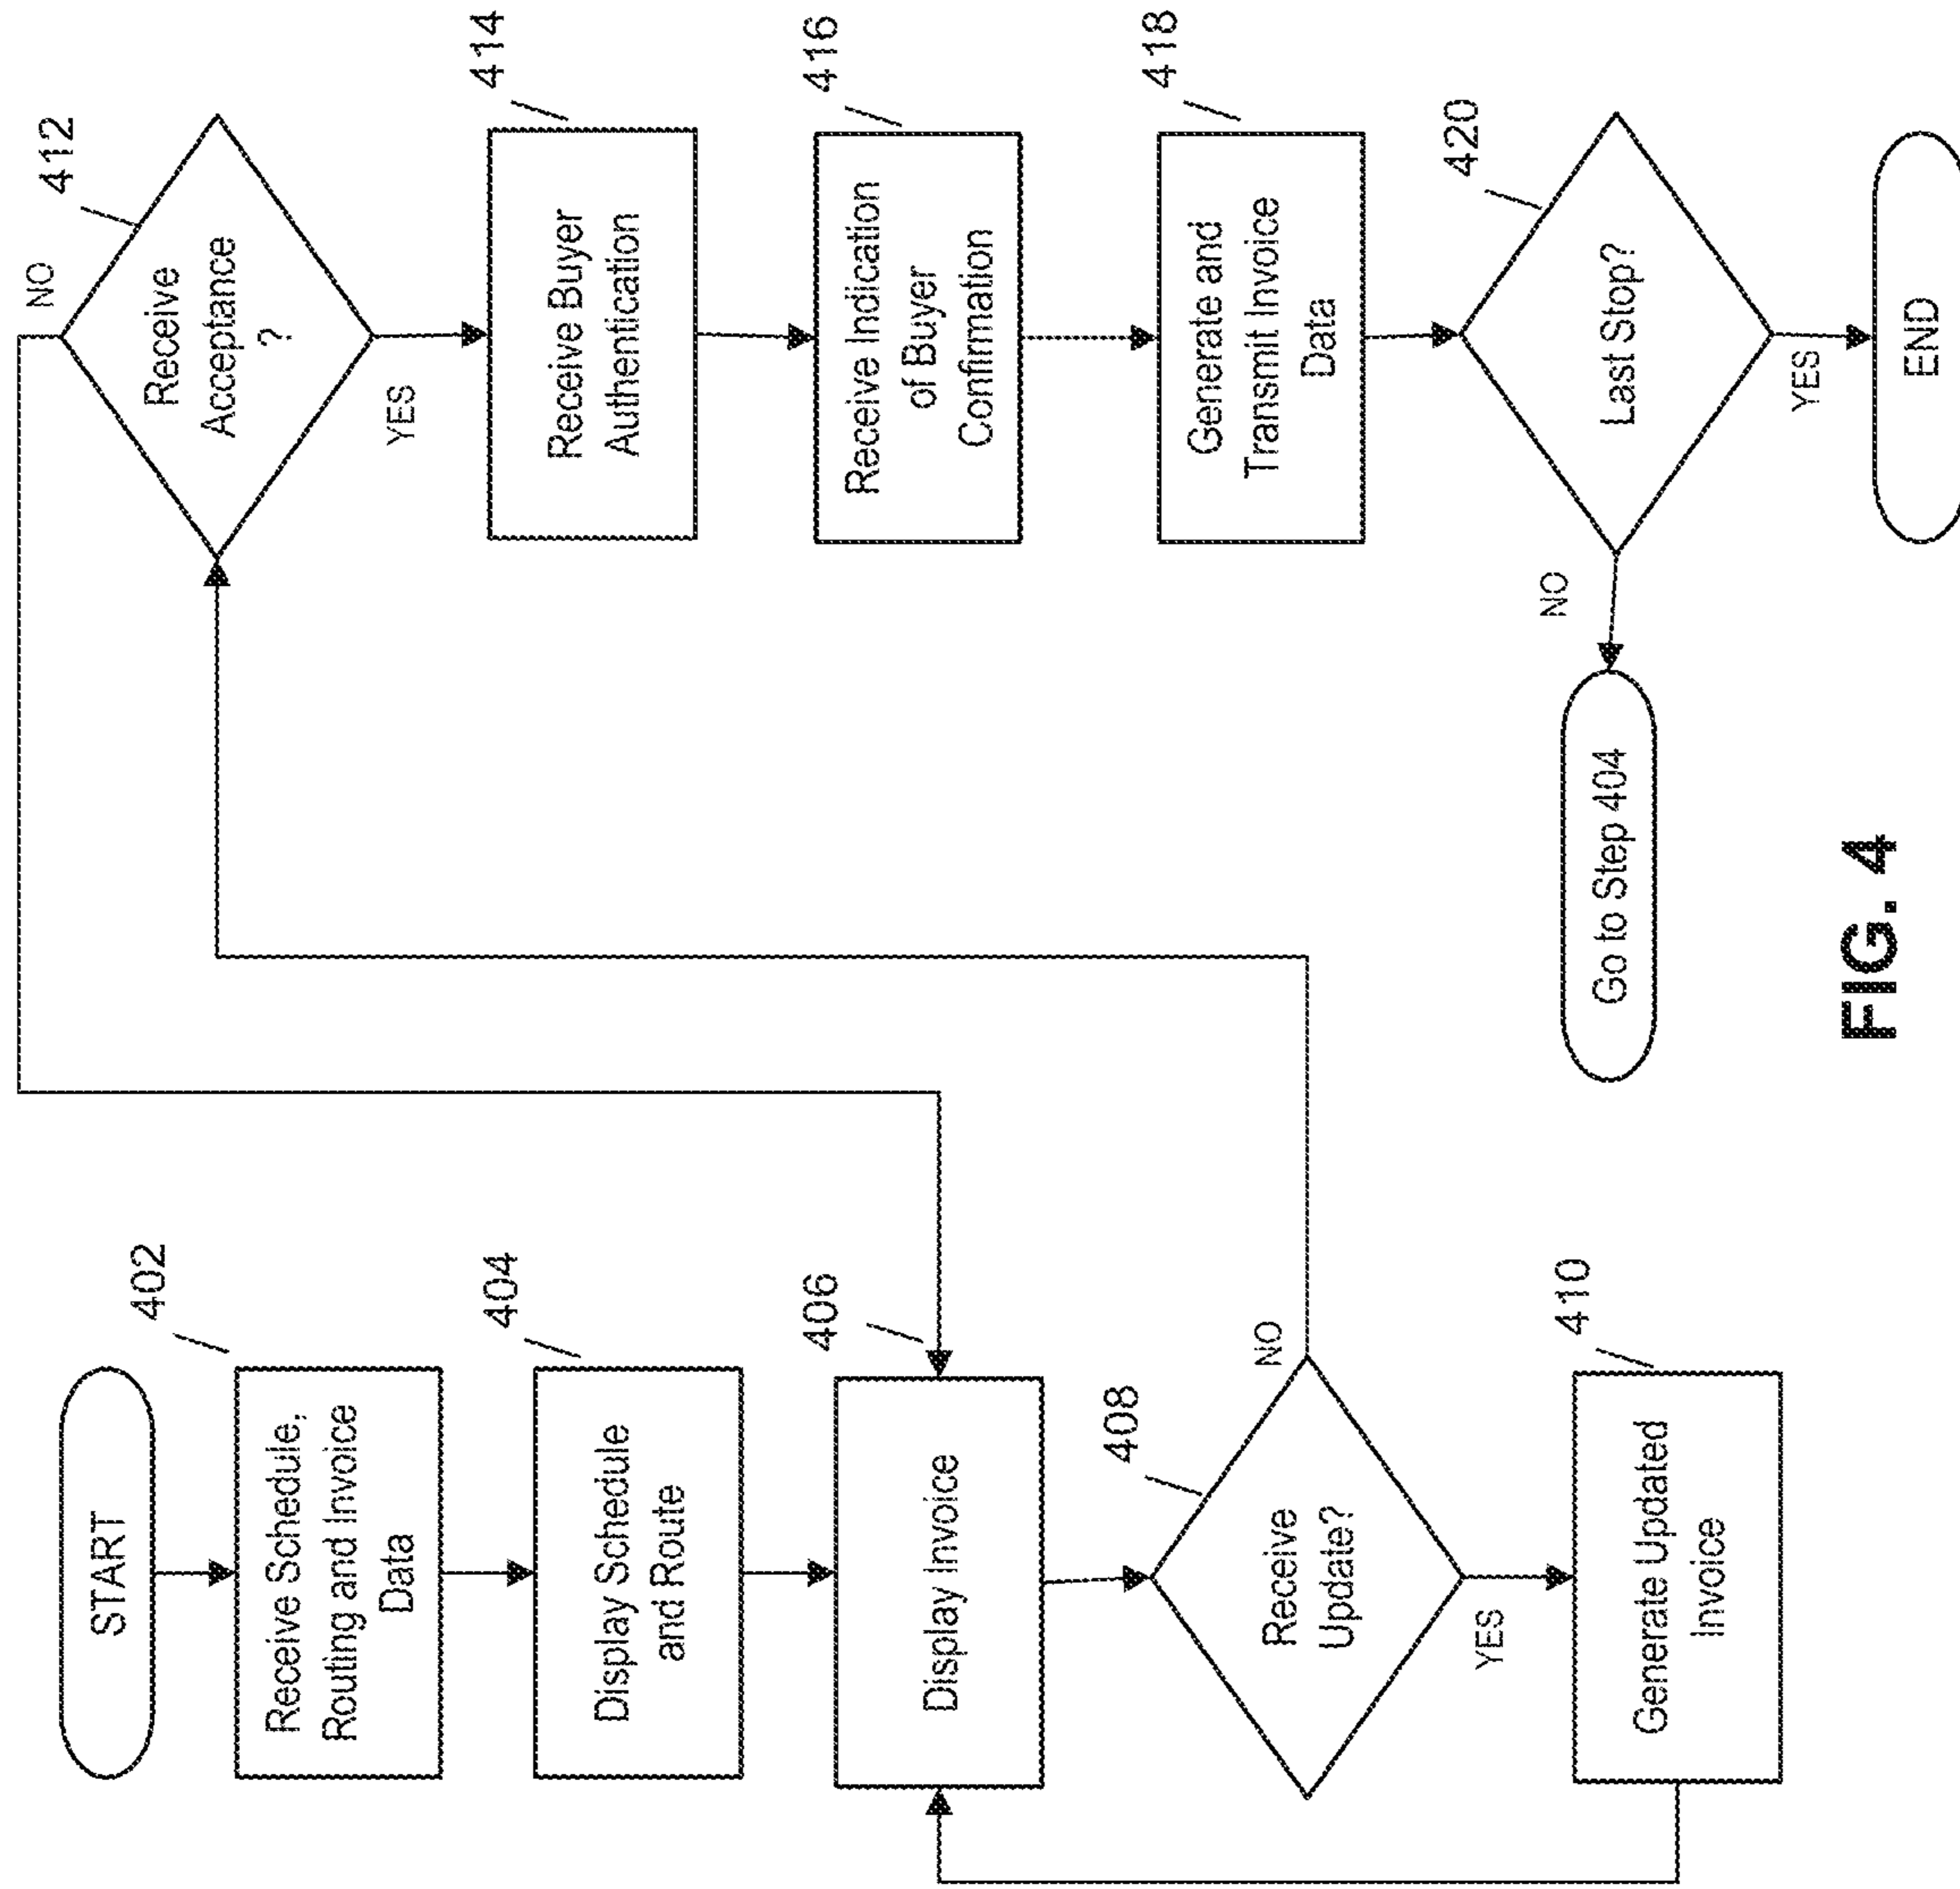 START
402
Receive Schedule,
Routing and Invoice
Data
404
Display Schedule
and Route
406
Display Invoice
408
Receive
Update?
NO
YES
410
Generate Updated
Invoice
412
NO
Receive
Acceptance
?
YES
414
Receive Buyer
Authentication
416
Receive Indication
of Buyer
Confirmation
418
Generate and
Transmit Invoice
Data
420
Last Stop?
NO
YES
Go to Step 404
END
FIG. 4